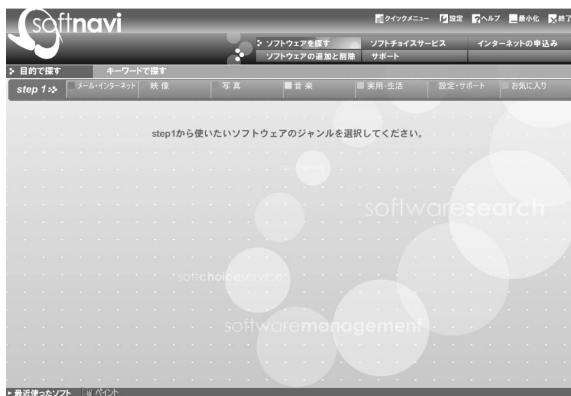 softnavi
クイックメニュー 設定 ヘルプ 最小化 終了
ソフトウェアを探す ソフトチョイスサービス インターネットの申込み
ソフトウェアの追加と削除 サポート
目的で探す キーワードで探す
step 1 メール・インターネット 映像 写真 音楽 実用・生活 設定・サポート お気に入り
step1から使いたいソフトウェアのジャンルを選択してください。
softwaresearch
softchoiceservice
softwaremanagement
最近使ったソフト ペイント